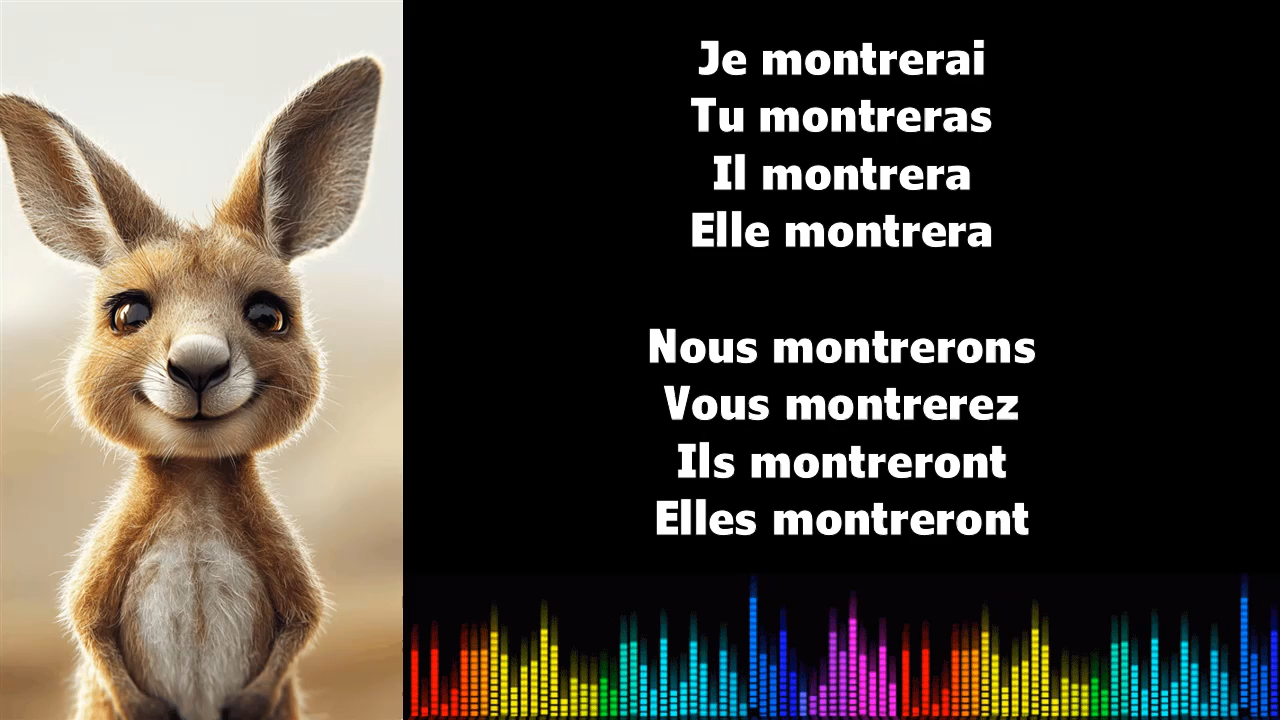 Je montrerai
Tu montreras
Il montrera
Elle montrera
Nous montrerons
Vous montrerez
Ils montreront
Elles montreront